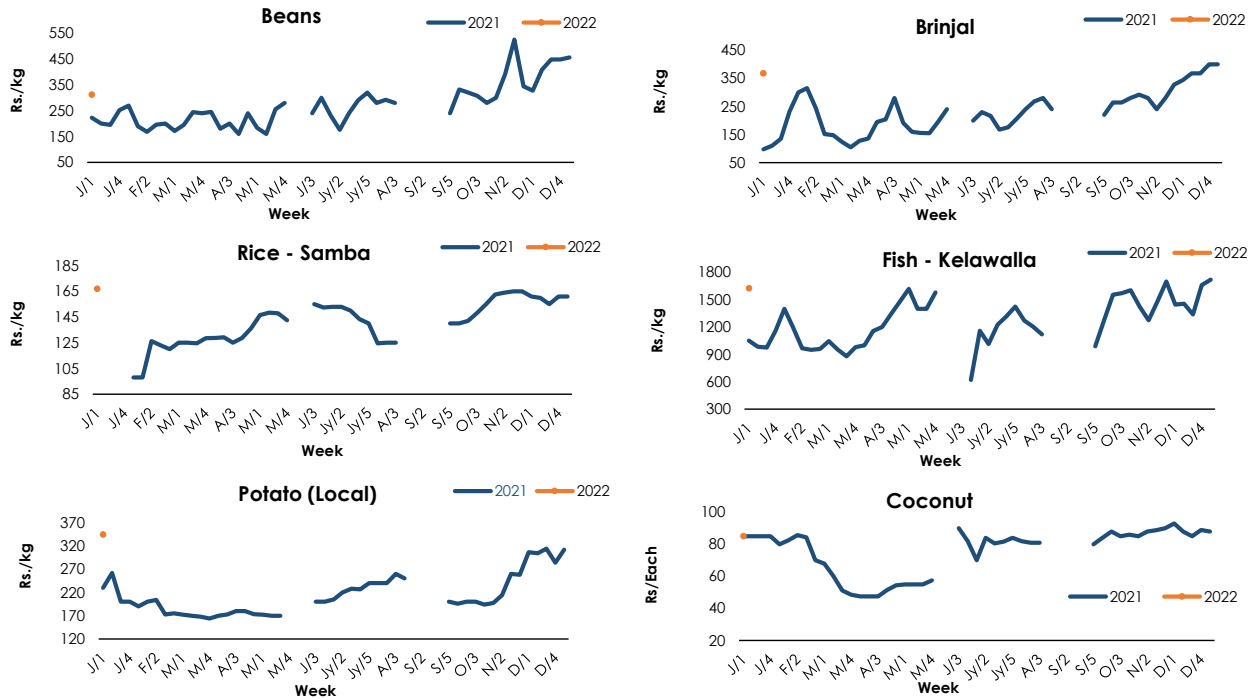 Beans
2021 2022
Rs./kg
550
450
350
250
150
50
J/1 J/4 F/2 M/1 M/4 A/3 M/1 M/4 J/3 Jy/2 Jy/5 A/3 S/2 S/5 O/3 N/2 D/1 D/4
Week
Brinjal
2021 2022
Rs./kg
450
350
250
150
50
J/1 J/4 F/2 M/1 M/4 A/3 M/1 M/4 J/3 Jy/2 Jy/5 A/3 S/2 S/5 O/3 N/2 D/1 D/4
Week
Rice - Samba
2021 2022
Rs./kg
185
165
145
125
105
85
J/1 J/4 F/2 M/1 M/4 A/3 M/1 M/4 J/3 Jy/2 Jy/5 A/3 S/2 S/5 O/3 N/2 D/1 D/4
Week
Fish - Kelawalla
2021 2022
Rs./kg
1800
1500
1200
900
600
300
J/1 J/4 F/2 M/1 M/4 A/3 M/1 M/4 J/3 Jy/2 Jy/5 A/3 S/2 S/5 O/3 N/2 D/1 D/4
Week
Potato (Local)
2021 2022
Rs./kg
370
320
270
220
170
120
J/1 J/4 F/2 M/1 M/4 A/3 M/1 M/4 J/3 Jy/2 Jy/5 A/3 S/2 S/5 O/3 N/2 D/1 D/4
Week
Coconut
Rs/Each
100
80
60
40
20
2021 2022
J/1 J/4 F/2 M/1 M/4 A/3 M/1 M/4 J/3 Jy/2 Jy/5 A/3 S/2 S/5 O/3 N/2 D/1 D/4
Week